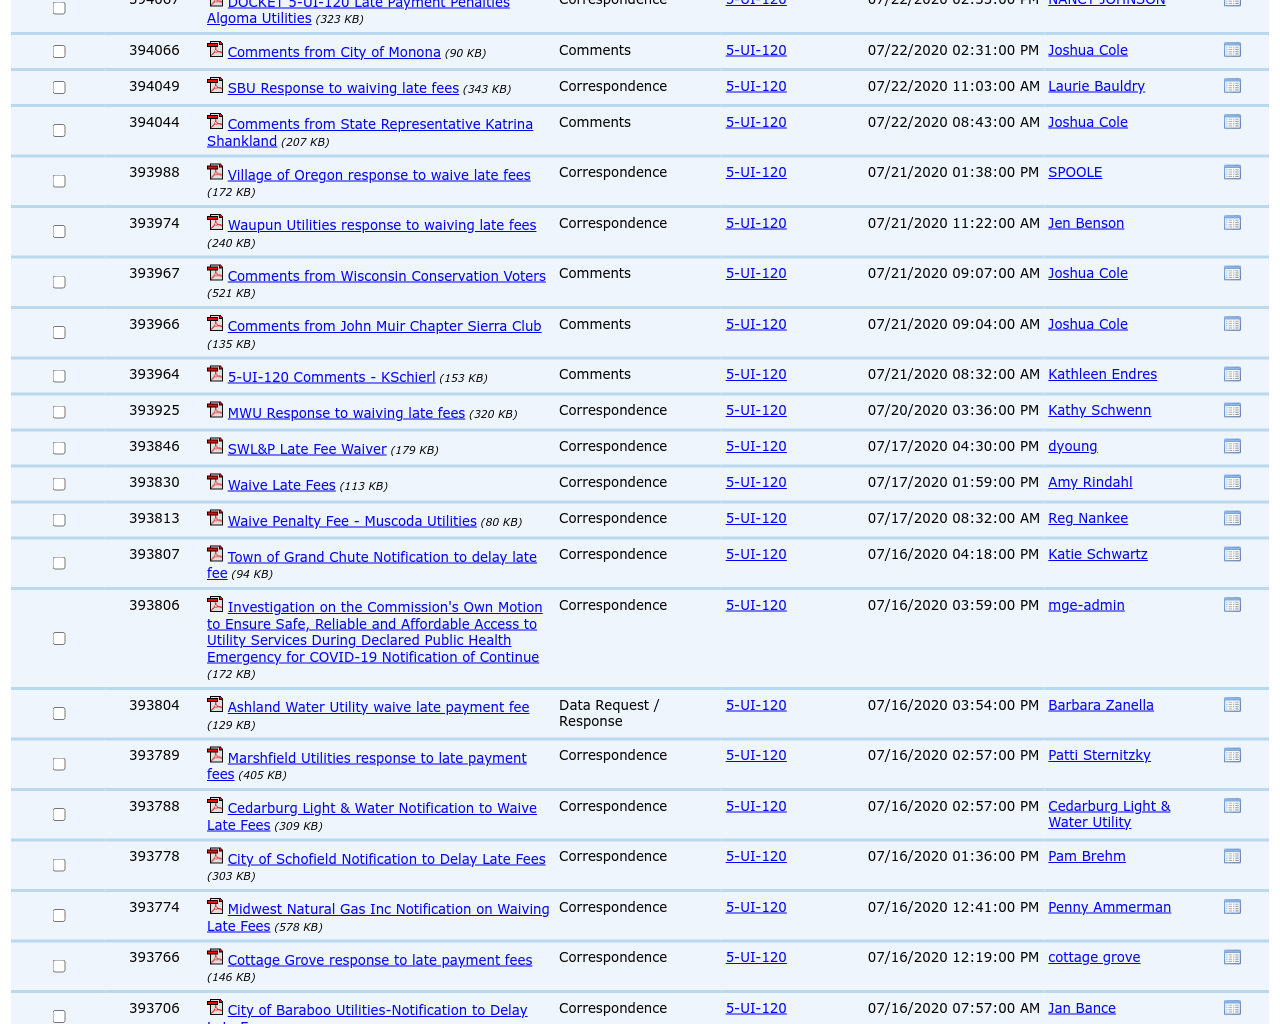 394067 DOCKET 5-UI-120 Late Payment Penalties Correspondence 5-UI-120 07/22/2020 02:35:00 PM NANCY JOHNSON
Algoma Utilities (323 KB)
394066 Comments from City of Monona (90 KB) Comments 5-UI-120 07/22/2020 02:31:00 PM Joshua Cole
394049 SBU Response to waiving late fees (343 KB) Correspondence 5-UI-120 07/22/2020 11:03:00 AM Laurie Bauldry
394044 Comments from State Representative Katrina Comments 5-UI-120 07/22/2020 08:43:00 AM Joshua Cole
Shankland (207 KB)
393988 Village of Oregon response to waive late fees Correspondence 5-UI-120 07/21/2020 01:38:00 PM SPOOLE
(172 KB)
393974 Waupun Utilities response to waiving late fees Correspondence 5-UI-120 07/21/2020 11:22:00 AM Jen Benson
(240 KB)
393967 Comments from Wisconsin Conservation Voters Comments 5-UI-120 07/21/2020 09:07:00 AM Joshua Cole
(521 KB)
393966 Comments from John Muir Chapter Sierra Club Comments 5-UI-120 07/21/2020 09:04:00 AM Joshua Cole
(135 KB)
393964 5-UI-120 Comments - KSchierl (153 KB) Comments 5-UI-120 07/21/2020 08:32:00 AM Kathleen Endres
393925 MWU Response to waiving late fees (320 KB) Correspondence 5-UI-120 07/20/2020 03:36:00 PM Kathy Schwenn
393846 SWL&P Late Fee Waiver (179 KB) Correspondence 5-UI-120 07/17/2020 04:30:00 PM dyoung
393830 Waive Late Fees (113 KB) Correspondence 5-UI-120 07/17/2020 01:59:00 PM Amy Rindahl
393813 Waive Penalty Fee - Muscoda Utilities (80 KB) Correspondence 5-UI-120 07/17/2020 08:32:00 AM Reg Nankee
393807 Town of Grand Chute Notification to delay late Correspondence 5-UI-120 07/16/2020 04:18:00 PM Katie Schwartz
fee (94 KB)
393806 Investigation on the Commission's Own Motion Correspondence 5-UI-120 07/16/2020 03:59:00 PM mge-admin
to Ensure Safe, Reliable and Affordable Access to
Utility Services During Declared Public Health
Emergency for COVID-19 Notification of Continue
(172 KB)
393804 Ashland Water Utility waive late payment fee Data Request / 5-UI-120 07/16/2020 03:54:00 PM Barbara Zanella
(129 KB) Response
393789 Marshfield Utilities response to late payment Correspondence 5-UI-120 07/16/2020 02:57:00 PM Patti Sternitzky
fees (405 KB)
393788 Cedarburg Light & Water Notification to Waive Correspondence 5-UI-120 07/16/2020 02:57:00 PM Cedarburg Light &
Late Fees (309 KB) Water Utility
393778 City of Schofield Notification to Delay Late Fees Correspondence 5-UI-120 07/16/2020 01:36:00 PM Pam Brehm
(303 KB)
393774 Midwest Natural Gas Inc Notification on Waiving Correspondence 5-UI-120 07/16/2020 12:41:00 PM Penny Ammerman
Late Fees (578 KB)
393766 Cottage Grove response to late payment fees Correspondence 5-UI-120 07/16/2020 12:19:00 PM cottage grove
(146 KB)
393706 City of Baraboo Utilities-Notification to Delay Correspondence 5-UI-120 07/16/2020 07:57:00 AM Jan Bance